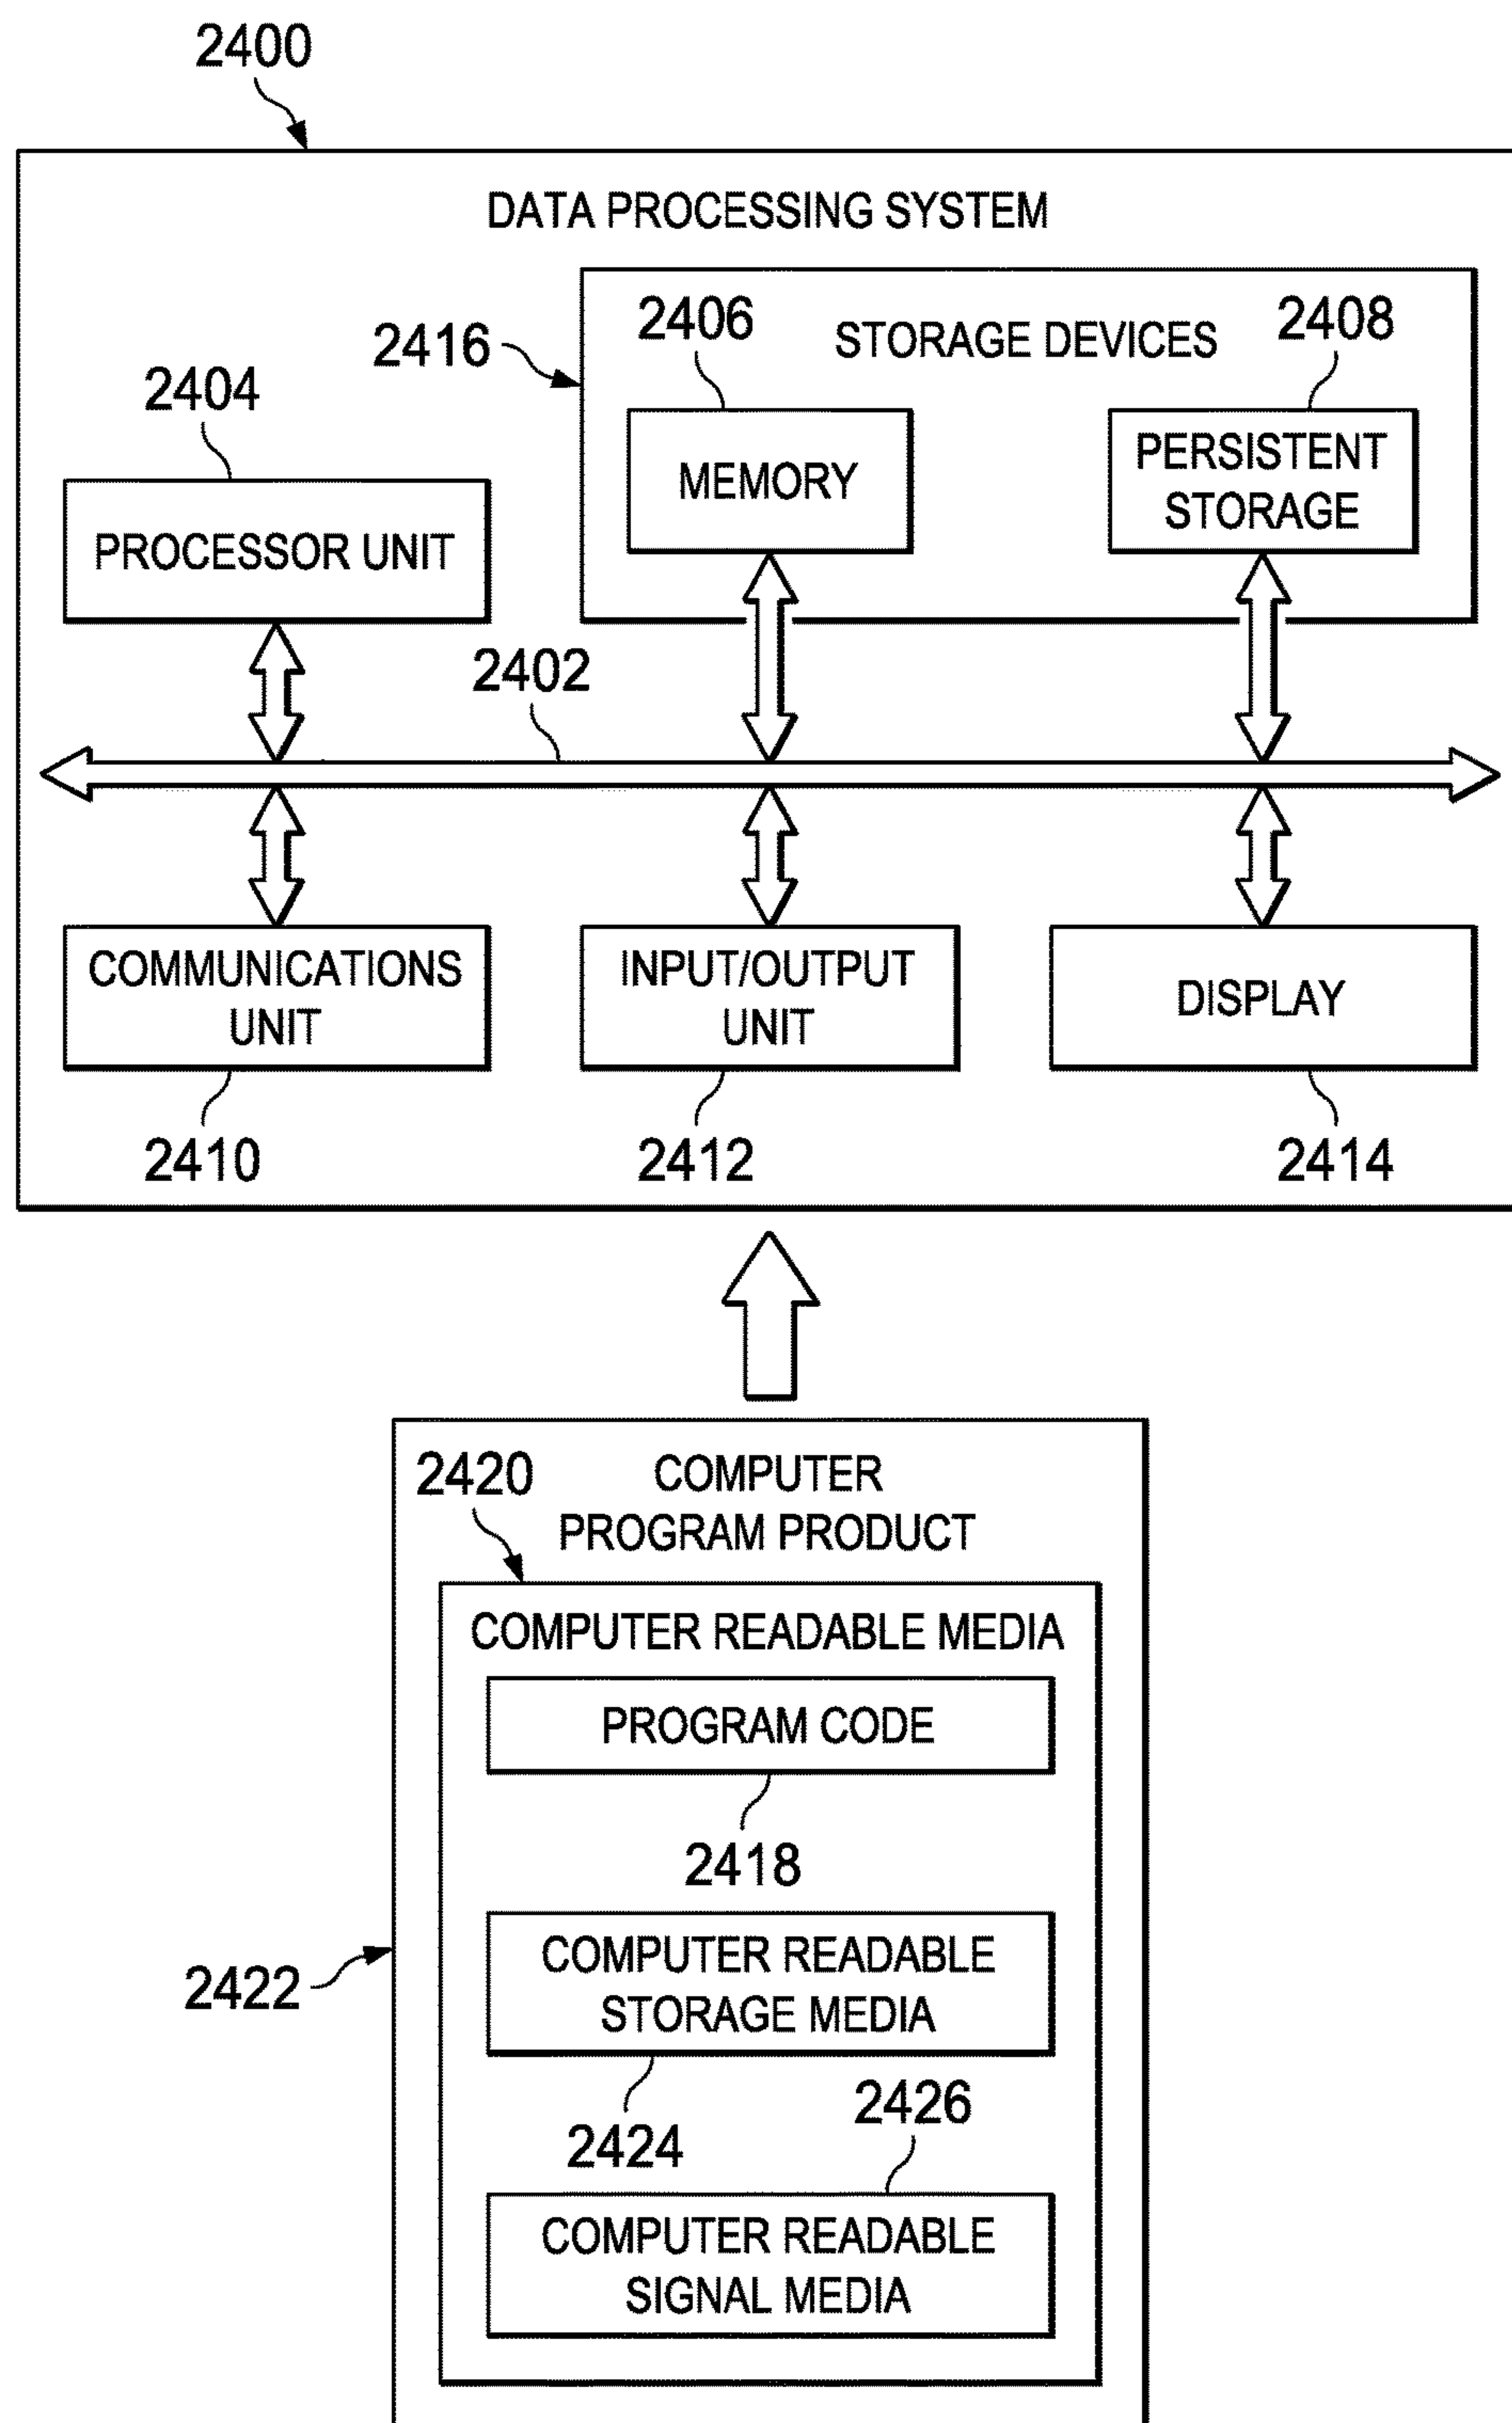 2400
DATA PROCESSING SYSTEM
2416
2406
STORAGE DEVICES
2408
2404
MEMORY
PERSISTENT
STORAGE
PROCESSOR UNIT
2402
COMMUNICATIONS
UNIT
INPUT/OUTPUT
UNIT
DISPLAY
2410
2412
2414
2420
COMPUTER
PROGRAM PRODUCT
COMPUTER READABLE MEDIA
PROGRAM CODE
2418
2422
COMPUTER READABLE
STORAGE MEDIA
2424
2426
COMPUTER READABLE
SIGNAL MEDIA